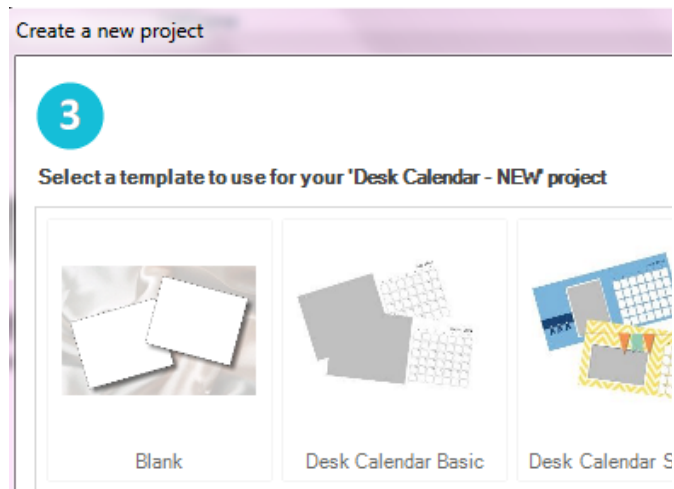 Create a new project
3
Select a template to use for your 'Desk Calendar - NEW' project
Blank
Desk Calendar Basic
Desk Calendar S